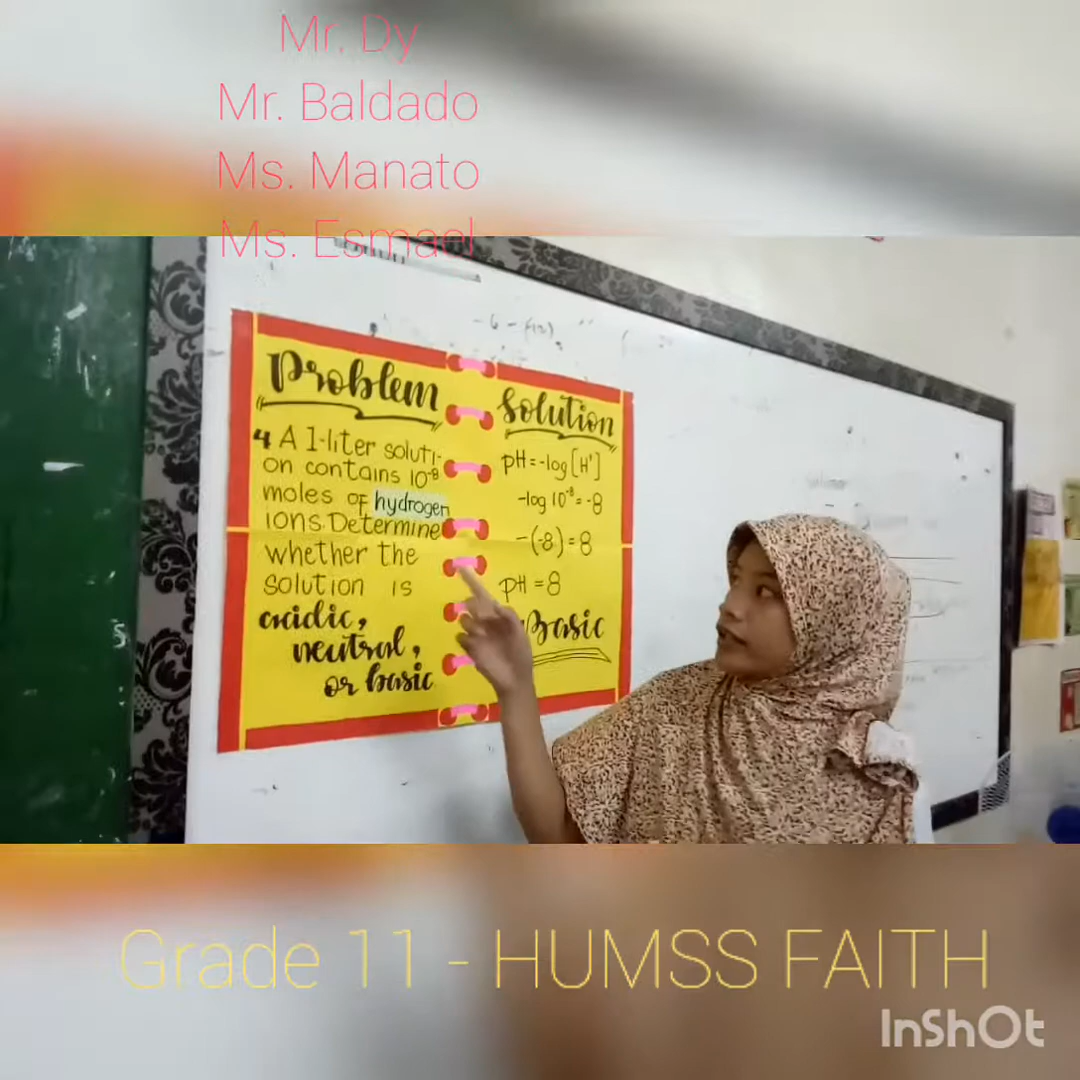 Mr. Dy
Mr. Baldado
Ms. Manato
Ms. Esmael
Problem
4 A 1-liter soluti-
on contains 10⁻⁸
moles of hydrogen
ions. Determine
whether the
solution is
acidic,
neutral,
or basic
Solution
pH = -log [H⁺]
-log 10⁻⁸ = -8
-(-8) = 8
pH = 8
Basic
Grade 11 - HUMSS FAITH
InShOt